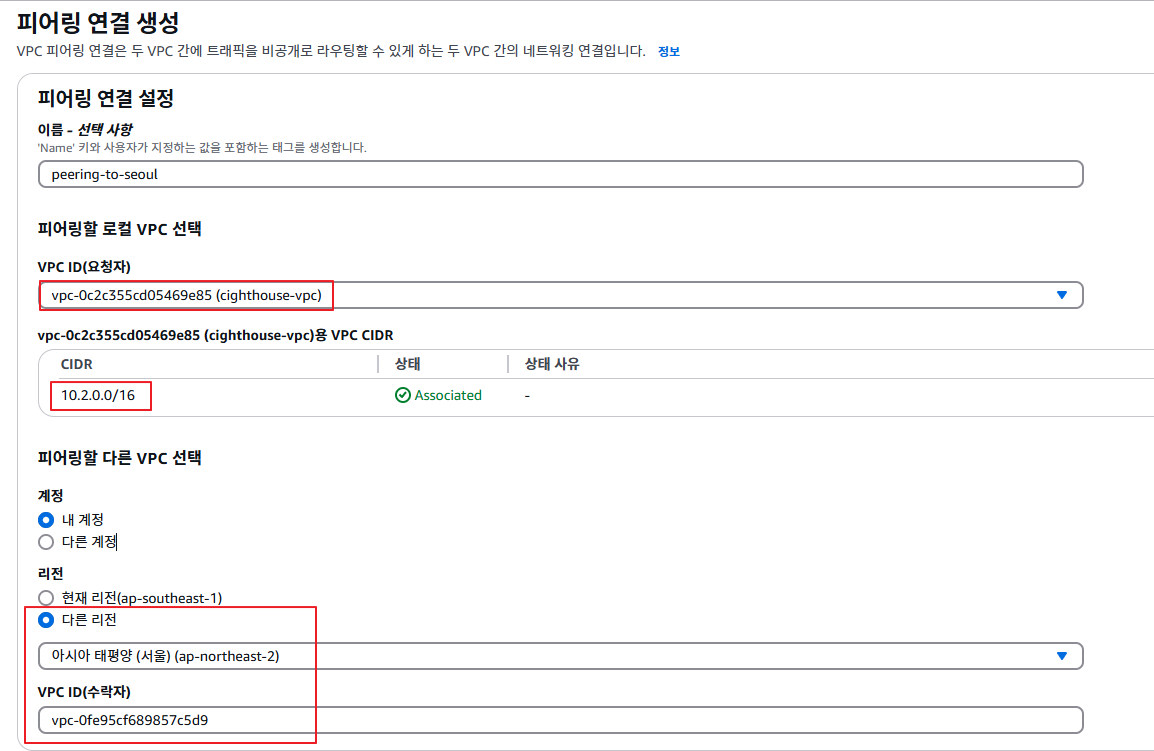 피어링 연결 생성
VPC 피어링 연결은 두 VPC 간에 트래픽을 비공개로 라우팅할 수 있게 하는 두 VPC 간의 네트워킹 연결입니다. 정보
피어링 연결 설정
이름 - 선택 사항
'Name' 키와 사용자가 지정하는 값을 포함하는 태그를 생성합니다.
peering-to-seoul
피어링할 로컬 VPC 선택
VPC ID(요청자)
vpc-0c2c355cd05469e85 (cighthouse-vpc)
vpc-0c2c355cd05469e85 (cighthouse-vpc)용 VPC CIDR
CIDR 상태 상태 사유
10.2.0.0/16 Associated -
피어링할 다른 VPC 선택
계정
내 계정
다른 계정
리전
현재 리전(ap-southeast-1)
다른 리전
아시아 태평양 (서울) (ap-northeast-2)
VPC ID(수락자)
vpc-0fe95cf689857c5d9